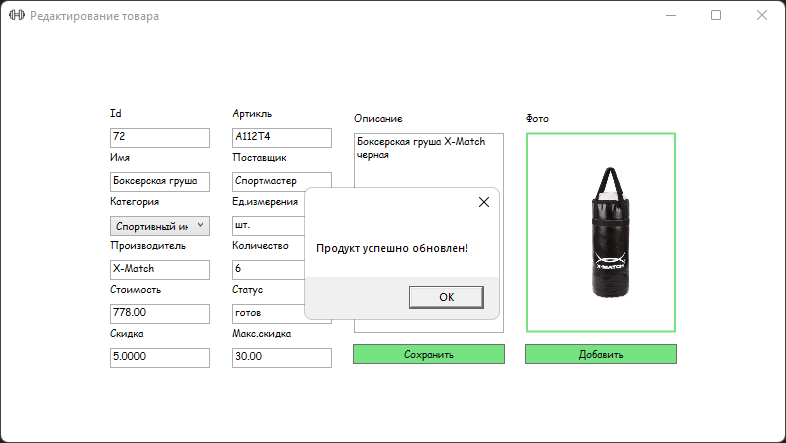 Редактирование товара
Id
72
Имя
Боксерская груша
Категория
Спортивный ин
Производитель
X-Match
Стоимость
778.00
Скидка
5.0000
Артикль
A112T4
Поставщик
Спортмастер
Ед.измерения
шт.
Количество
6
Статус
готов
Макс.скидка
30.00
Описание
Боксерская груша X-Match
черная
Сохранить
Фото
X-MATCH
Добавить
Продукт успешно обновлен!
OK